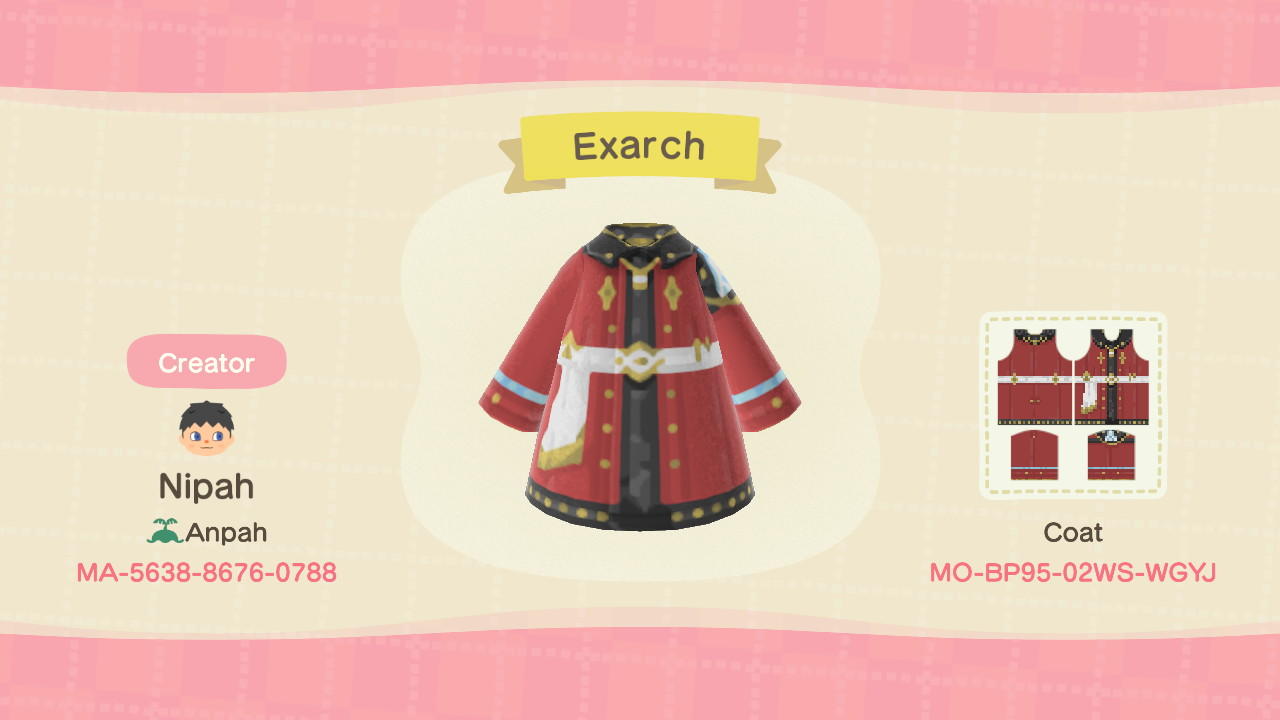 Exarch
Creator
Nipah
Anpah
MA-5638-8676-0788
Coat
MO-BP95-02WS-WGYJ